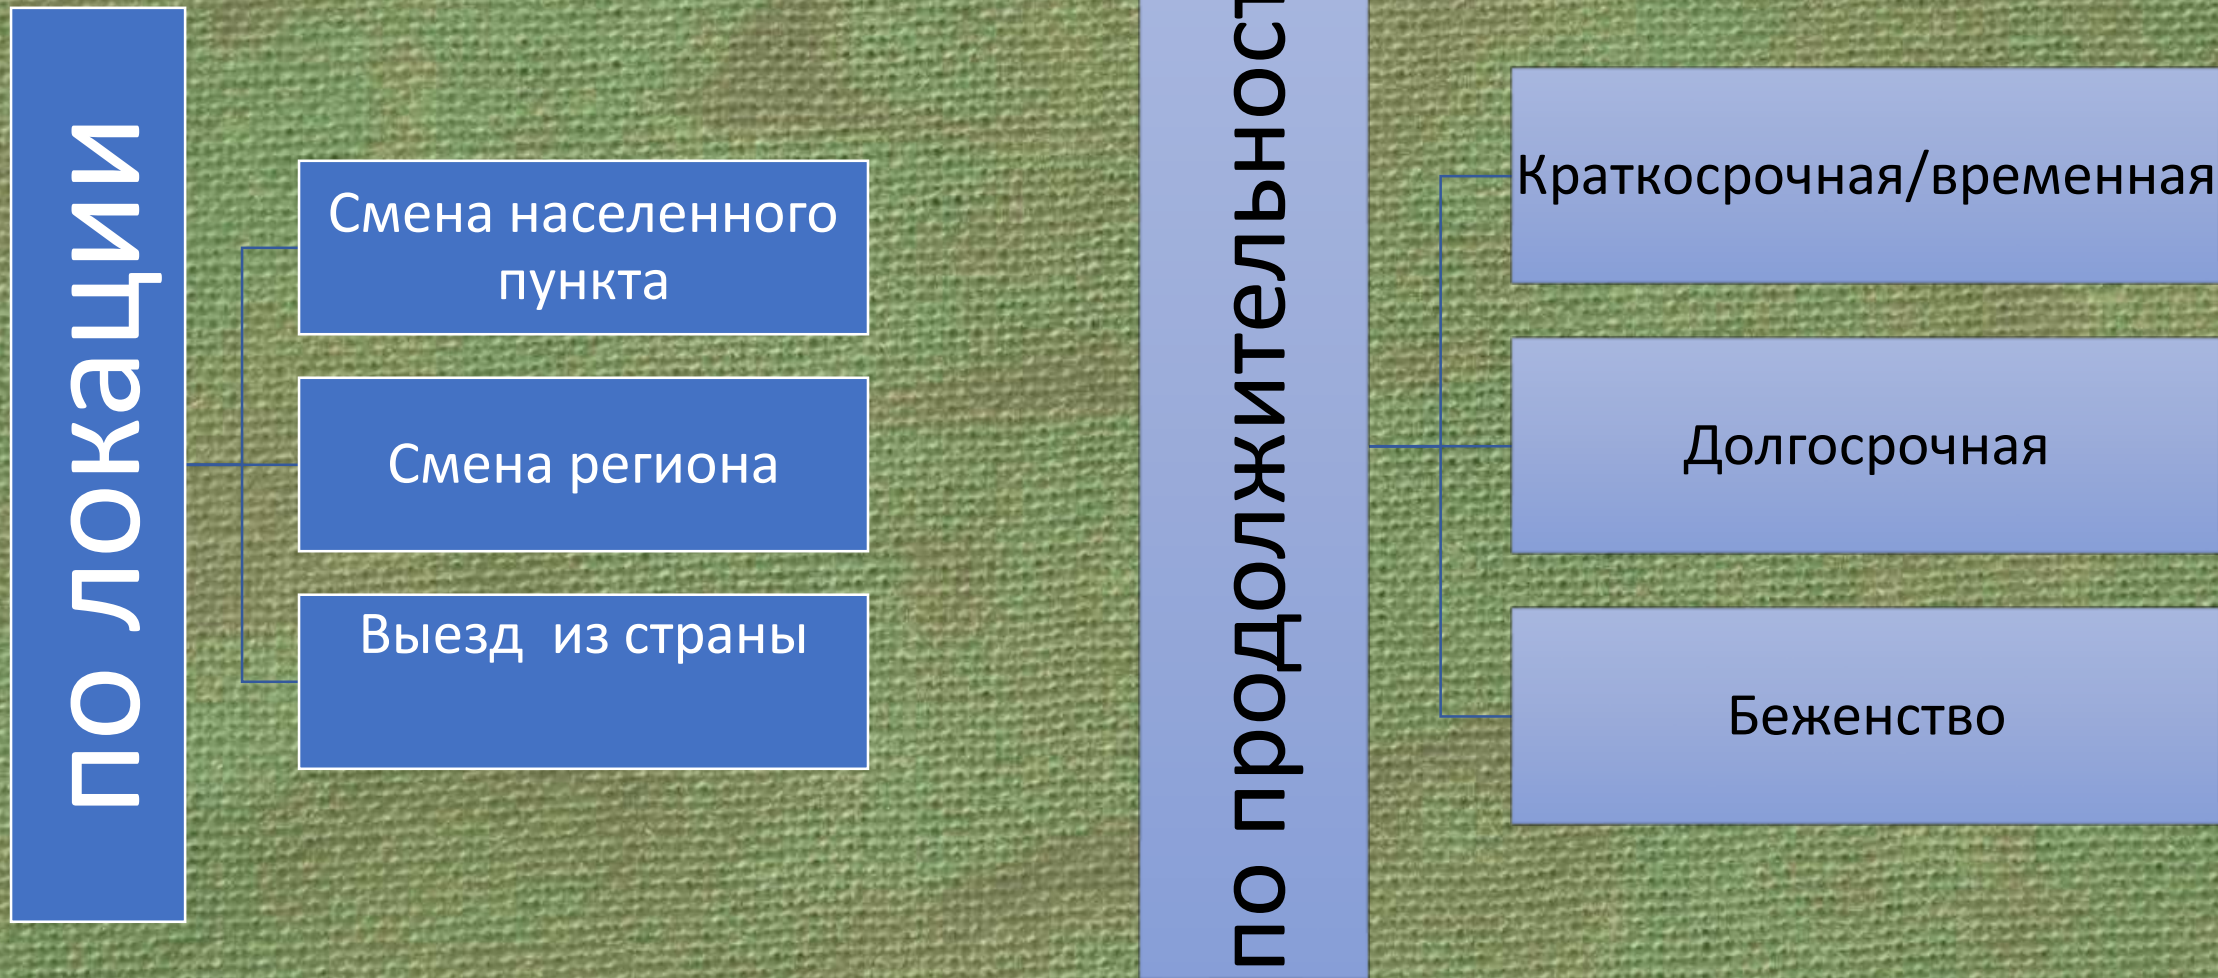 по локации
Смена населенного
пункта
Смена региона
Выезд  из страны
по продолжительност
Краткосрочная/временная
Долгосрочная
Беженство